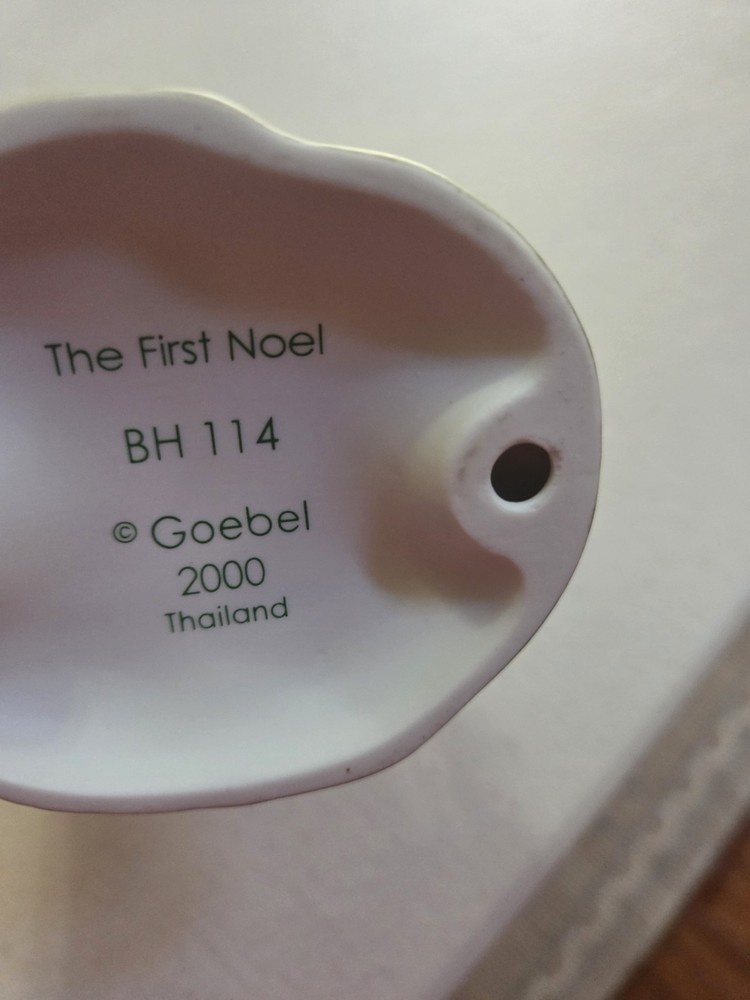 The First Noel
BH 114
© Goebel
2000
Thailand